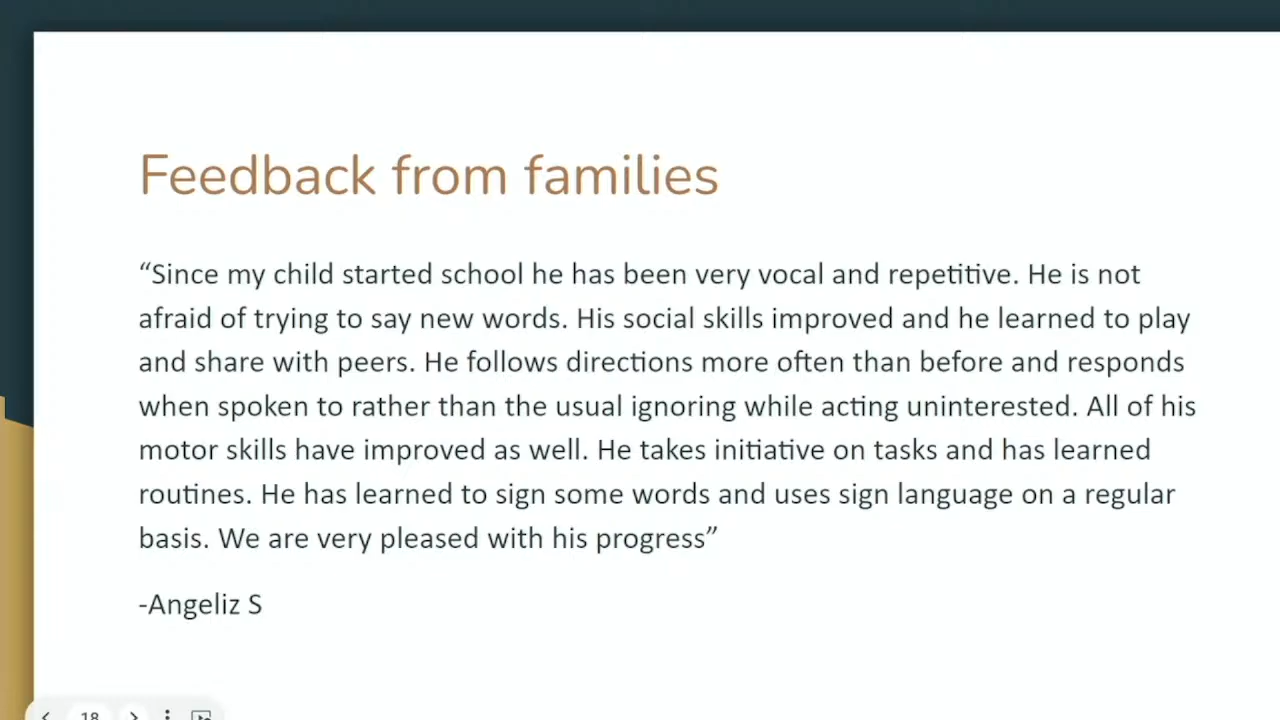 Feedback from families
“Since my child started school he has been very vocal and repetitive. He is not
afraid of trying to say new words. His social skills improved and he learned to play
and share with peers. He follows directions more often than before and responds
when spoken to rather than the usual ignoring while acting uninterested. All of his
motor skills have improved as well. He takes initiative on tasks and has learned
routines. He has learned to sign some words and uses sign language on a regular
basis. We are very pleased with his progress”
-Angeliz S
18